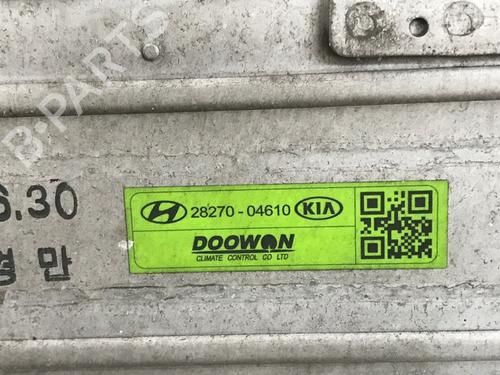 B-PARTS
6.30
28270 - 04610 KIA
DOOWON
CLIMATE CONTROL CO LTD
만